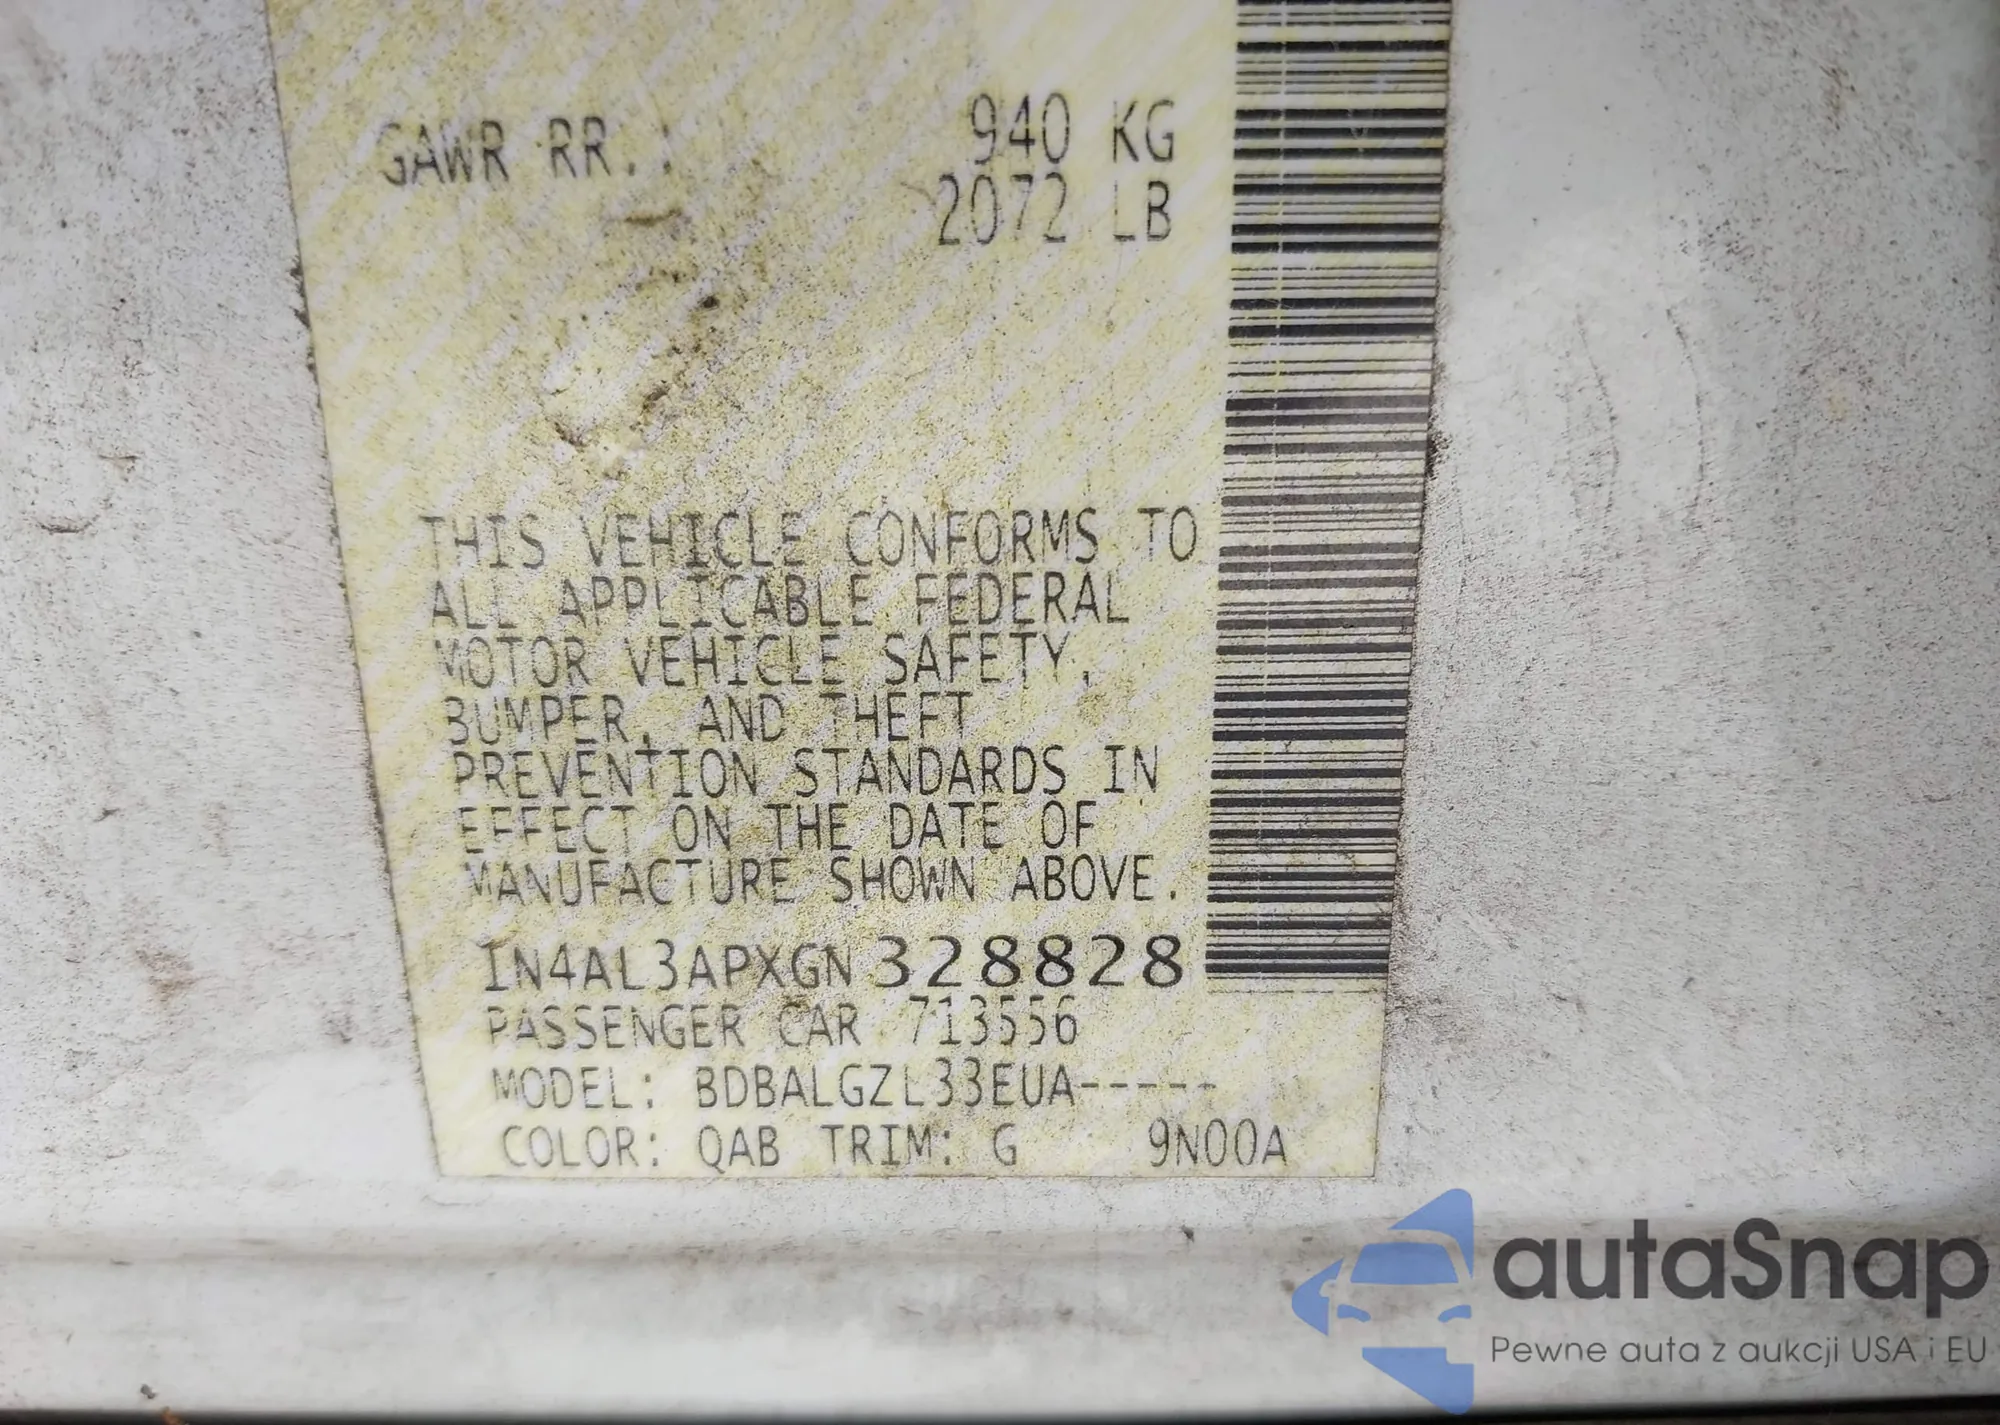 GAWR RR.: 940 KG
2072 LB
THIS VEHICLE CONFORMS TO
ALL APPLICABLE FEDERAL
MOTOR VEHICLE SAFETY,
BUMPER, AND THEFT
PREVENTION STANDARDS IN
EFFECT ON THE DATE OF
MANUFACTURE SHOWN ABOVE.
1N4AL3APXGN328828
PASSENGER CAR 713556
MODEL: BDBALGZL33EUA-----
COLOR: QAB TRIM: G 9N00A
autaSnap
Pewne auta z aukcji USA i EU